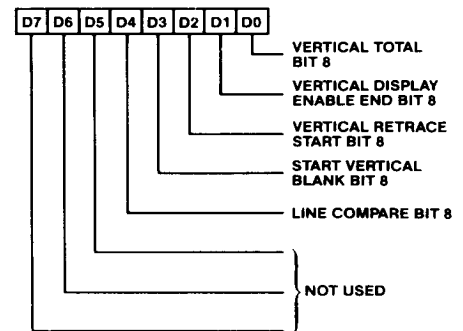 D7 D6 D5 D4 D3 D2 D1 D0
VERTICAL TOTAL
BIT 8
VERTICAL DISPLAY
ENABLE END BIT 8
VERTICAL RETRACE
START BIT 8
START VERTICAL
BLANK BIT 8
LINE COMPARE BIT 8
NOT USED